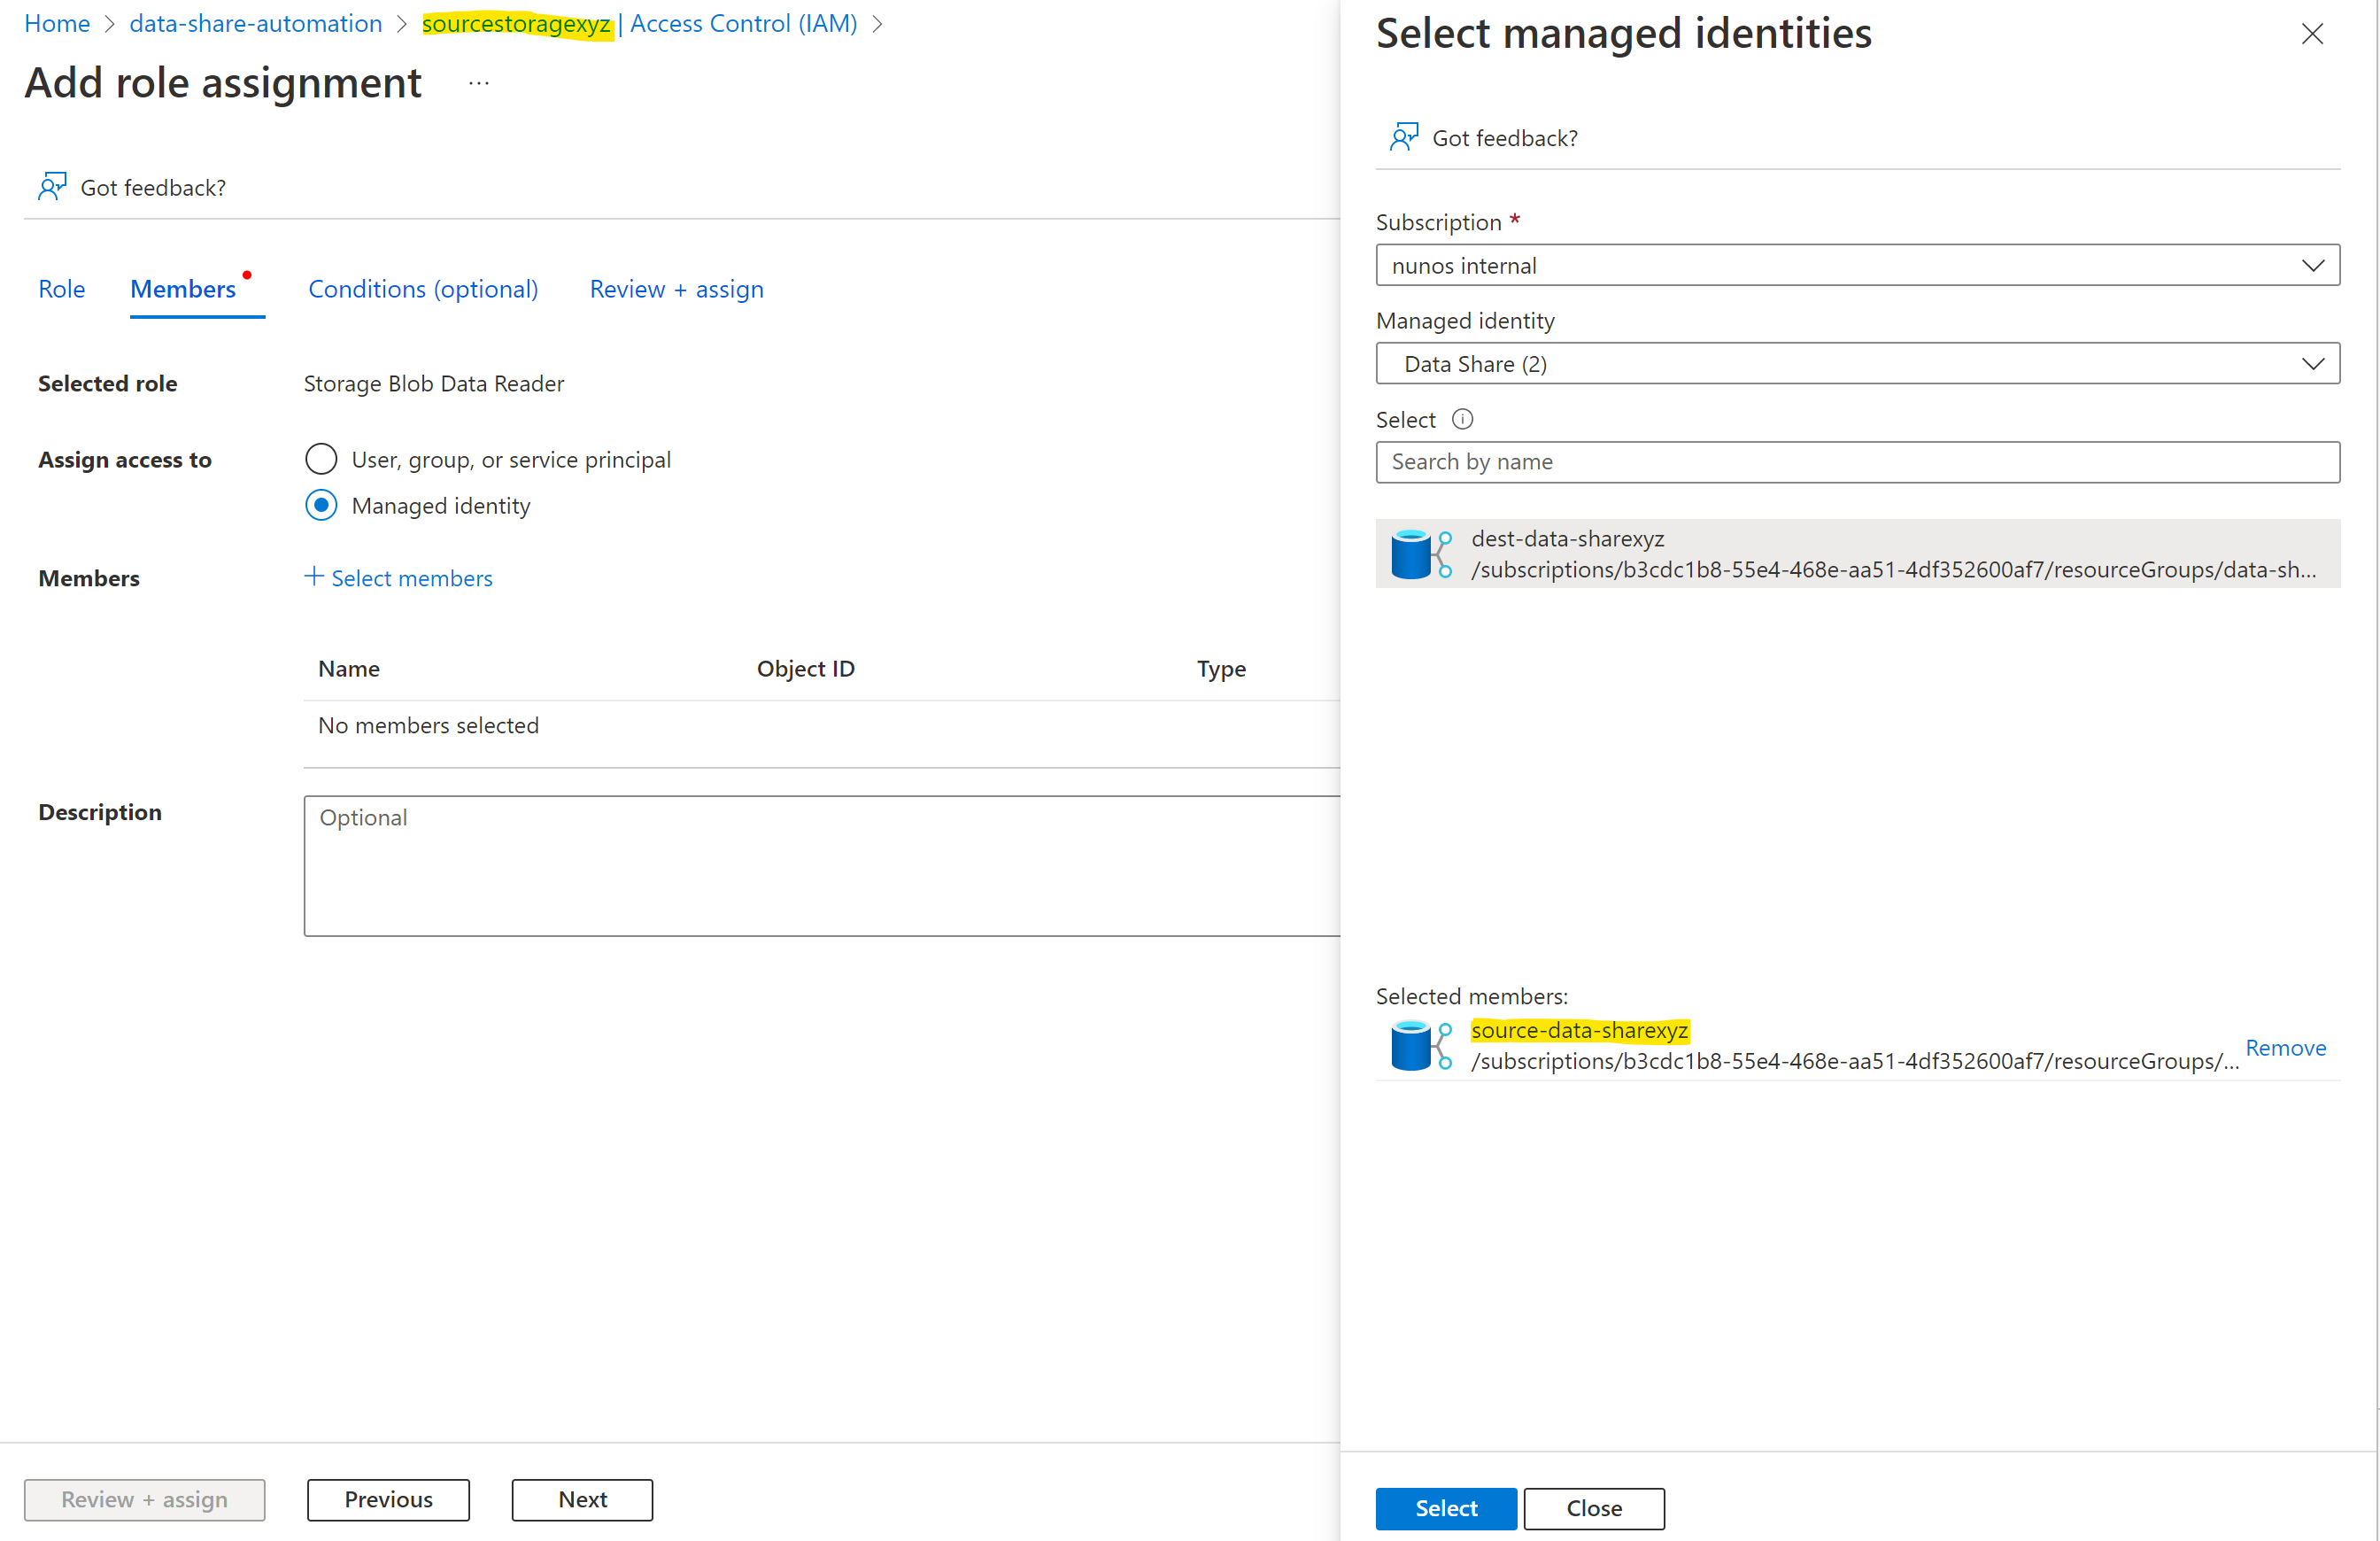 Home > data-share-automation > sourcestoragexyz | Access Control (IAM) >
Add role assignment ...
Got feedback?
Role Members Conditions (optional) Review + assign
Selected role Storage Blob Data Reader
Assign access to User, group, or service principal
Managed identity
Members + Select members
Name Object ID Type
No members selected
Description Optional
Review + assign Previous Next
Select managed identities
Got feedback?
Subscription *
nunos internal
Managed identity
Data Share (2)
Select
Search by name
dest-data-sharexyz
/subscriptions/b3cdc1b8-55e4-468e-aa51-4df352600af7/resourceGroups/data-sh...
Selected members:
source-data-sharexyz
/subscriptions/b3cdc1b8-55e4-468e-aa51-4df352600af7/resourceGroups/... Remove
Select Close